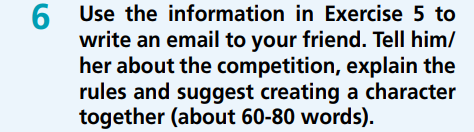 6 Use the information in Exercise 5 to
write an email to your friend. Tell him/
her about the competition, explain the
rules and suggest creating a character
together (about 60-80 words).